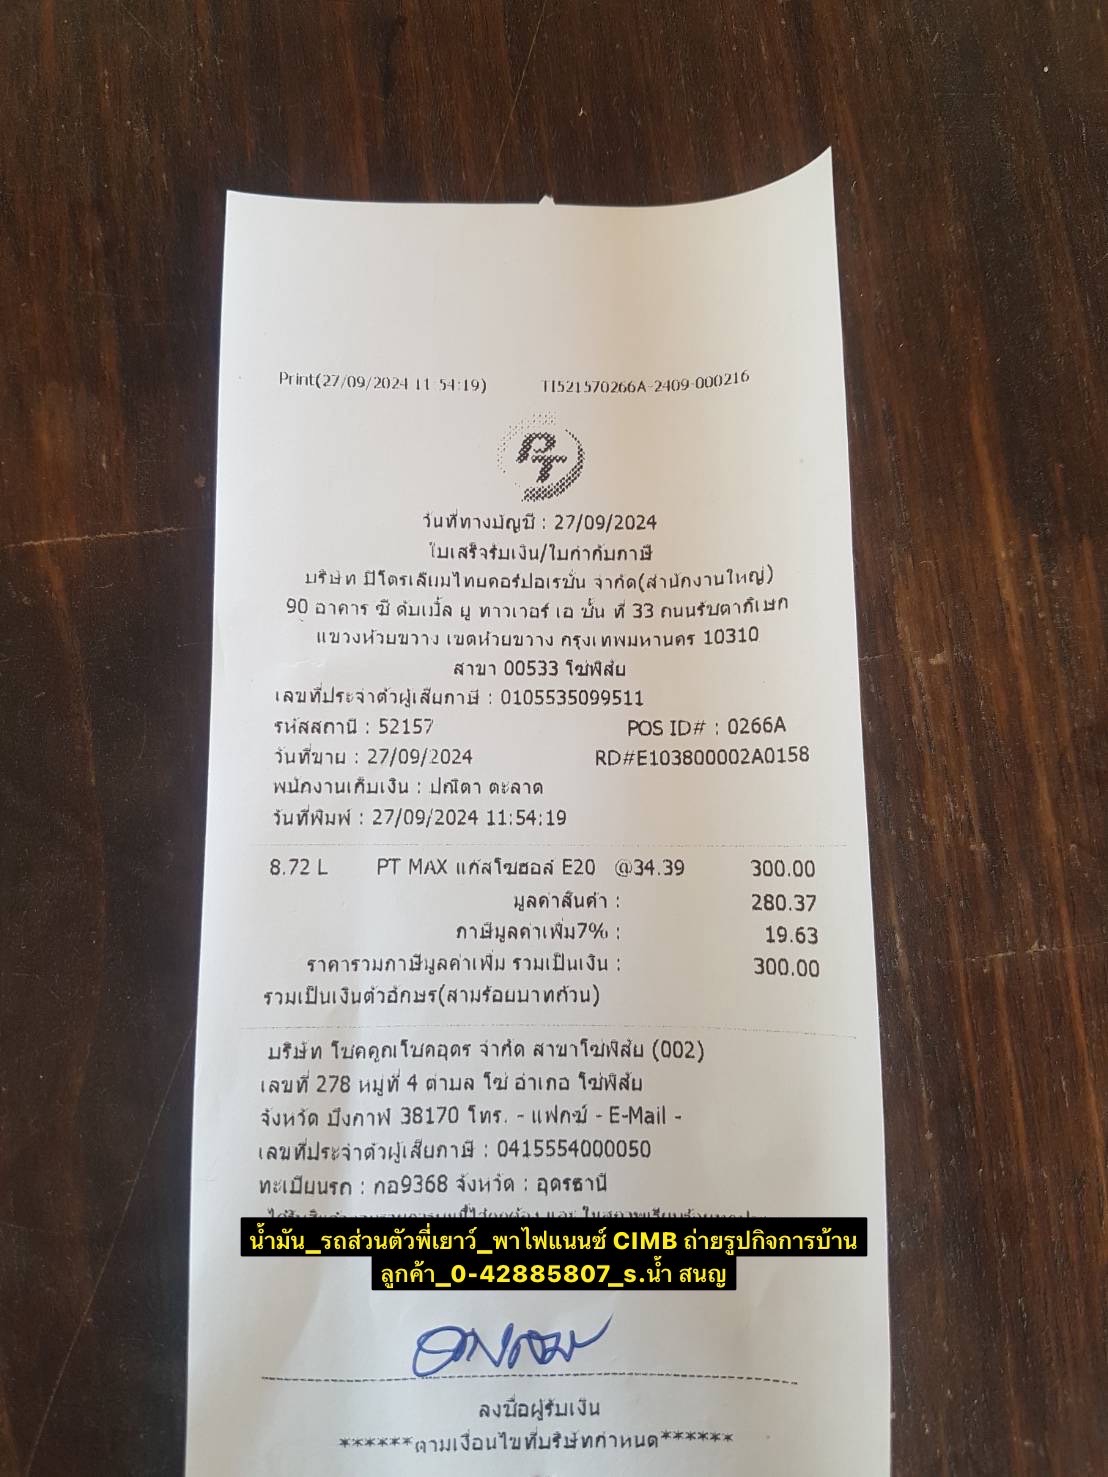 Print(27/09/2024 11:54:19) TI521570266A-2409-000216
PT
วันที่ทางบัญชี : 27/09/2024
ใบเสร็จรับเงิน/ใบกำกับภาษี
บริษัท ปิโตรเลียมไทยคอร์ปอเรชั่น จำกัด(สำนักงานใหญ่)
90 อาคาร ซี ดับเบิ้ล ยู ทาวเวอร์ เอ ชั้น ที่ 33 ถนนรัชดาภิเษก
แขวงห้วยขวาง เขตห้วยขวาง กรุงเทพมหานคร 10310
สาขา 00533 โซ่พิสัย
เลขที่ประจำตัวผู้เสียภาษี : 0105535099511
รหัสสถานี : 52157 POS ID# : 0266A
วันที่ขาย : 27/09/2024 RD#E103800002A0158
พนักงานเก็บเงิน : ปณิตา ตะลาด
วันที่พิมพ์ : 27/09/2024 11:54:19
8.72 L PT MAX แก๊สโซฮอล์ E20 @34.39 300.00
มูลค่าสินค้า : 280.37
ภาษีมูลค่าเพิ่ม7% : 19.63
ราคารวมภาษีมูลค่าเพิ่ม รวมเป็นเงิน : 300.00
รวมเป็นเงินตัวอักษร(สามร้อยบาทถ้วน)
บริษัท โชคคูณโชคอุดร จำกัด สาขาโซ่พิสัย (002)
เลขที่ 278 หมู่ที่ 4 ตำบล โซ่ อำเภอ โซ่พิสัย
จังหวัด บึงกาฬ 38170 โทร. - แฟกซ์ - E-Mail -
เลขที่ประจำตัวผู้เสียภาษี : 0415554000050
ทะเบียนรถ : กอ9368 จังหวัด : อุดรธานี
น้ำมัน_รถส่วนตัวพี่เยาว์_พาไฟแนนซ์ CIMB ถ่ายรูปกิจการบ้าน
ลูกค้า_0-42885807_s.น้ำ สนญ
ลงชื่อผู้รับเงิน
******ตามเงื่อนไขที่บริษัทกำหนด******